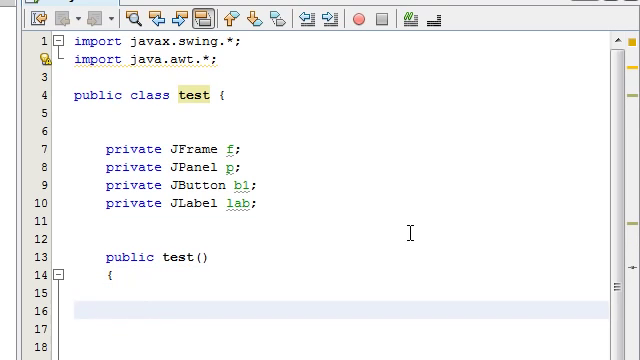 1 import javax.swing.*;
import java.awt.*;
3
4 public class test {
5
6
7 private JFrame f;
8 private JPanel p;
9 private JButton b1;
10 private JLabel lab;
11
12
13 public test()
14 {
15
16
17
18